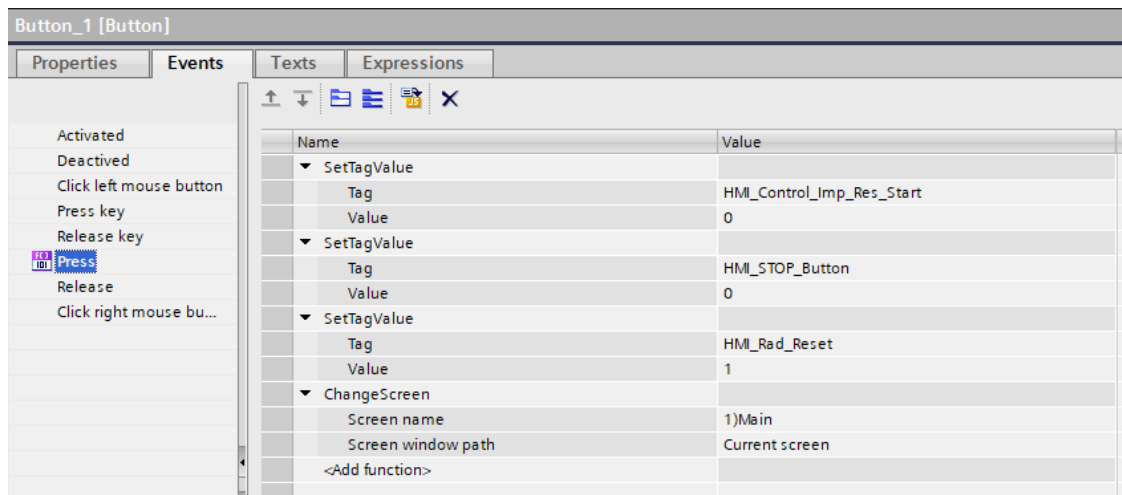 Button_1 [Button]
Properties Events Texts Expressions
Activated
Deactived
Click left mouse button
Press key
Release key
Press
Release
Click right mouse bu...
Name Value
SetTagValue
Tag HMI_Control_Imp_Res_Start
Value 0
SetTagValue
Tag HMI_STOP_Button
Value 0
SetTagValue
Tag HMI_Rad_Reset
Value 1
ChangeScreen
Screen name 1)Main
Screen window path Current screen
<Add function>